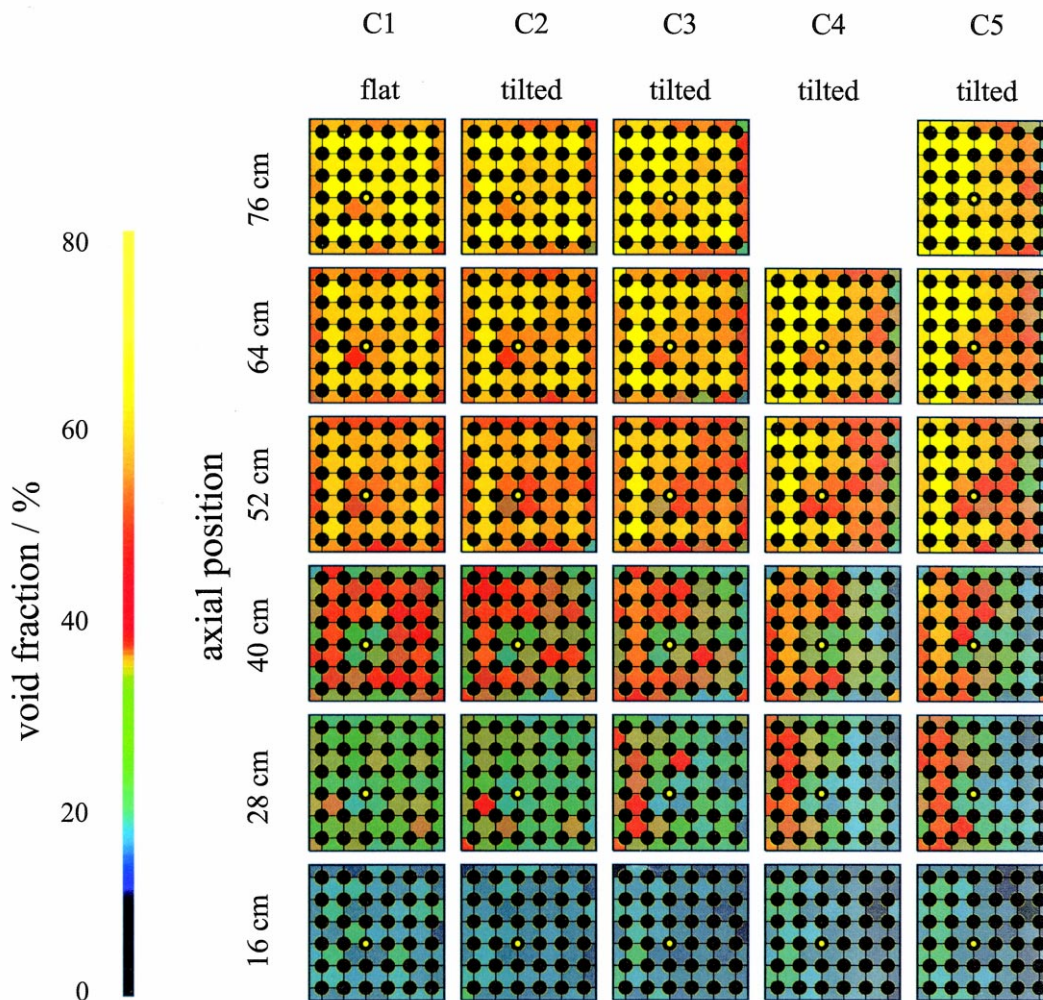 C1 C2 C3 C4 C5
flat tilted tilted tilted tilted
76 cm
64 cm
52 cm
40 cm
28 cm
16 cm
axial position
80
60
40
20
0
void fraction / %